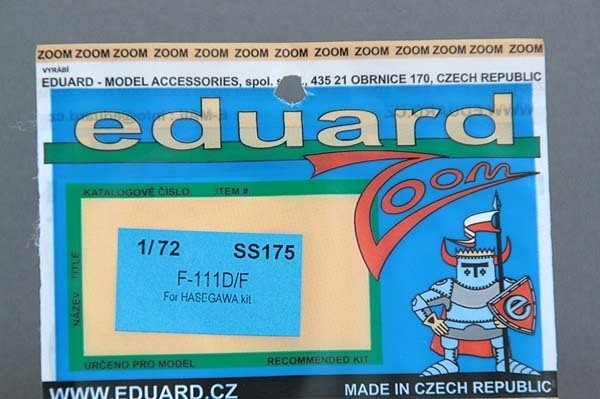 ZOOM ZOOM ZOOM ZOOM ZOOM ZOOM ZOOM ZOOM ZOOM ZOOM ZOOM ZOOM
VYRÁBÍ
EDUARD - MODEL ACCESSORIES, spol. 435 21 OBRNICE 170, CZECH REPUBLIC
eduard
Zoom
KATALOGOVÉ ČÍSLO ITEM #
1/72 SS175
F-111D/F
For HASEGAWA kit
NÁZEV TITLE
e
URČENO PRO MODEL RECOMMENDED KIT
WWW.EDUARD.CZ MADE IN CZECH REPUBLIC